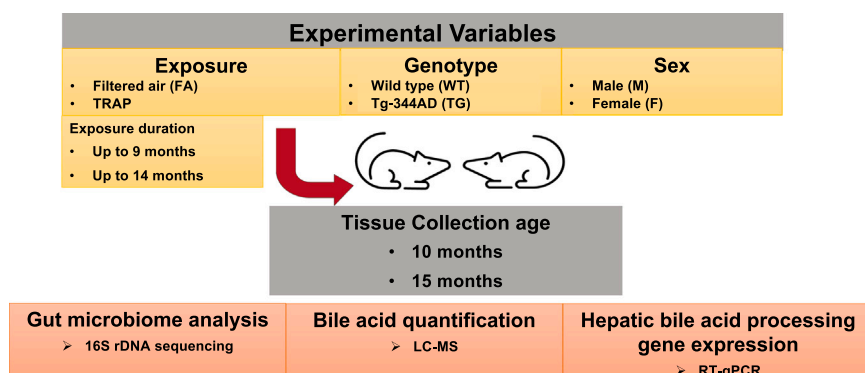 Experimental Variables
Exposure
• Filtered air (FA)
• TRAP
Genotype
• Wild type (WT)
• Tg-344AD (TG)
Sex
• Male (M)
• Female (F)
Exposure duration
• Up to 9 months
• Up to 14 months
Tissue Collection age
• 10 months
• 15 months
Gut microbiome analysis
➢ 16S rDNA sequencing
Bile acid quantification
➢ LC-MS
Hepatic bile acid processing
gene expression
➢ RT-qPCR